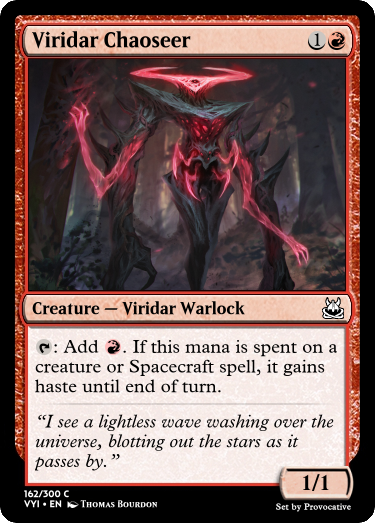 Viridar Chaoseer 1
Creature — Viridar Warlock
: Add . If this mana is spent on a
creature or Spacecraft spell, it gains
haste until end of turn.
“I see a lightless wave washing over the
universe, blotting out the stars as it
passes by.”
1/1
162/300 C
VYI • EN Thomas Bourdon
Set by Provocative